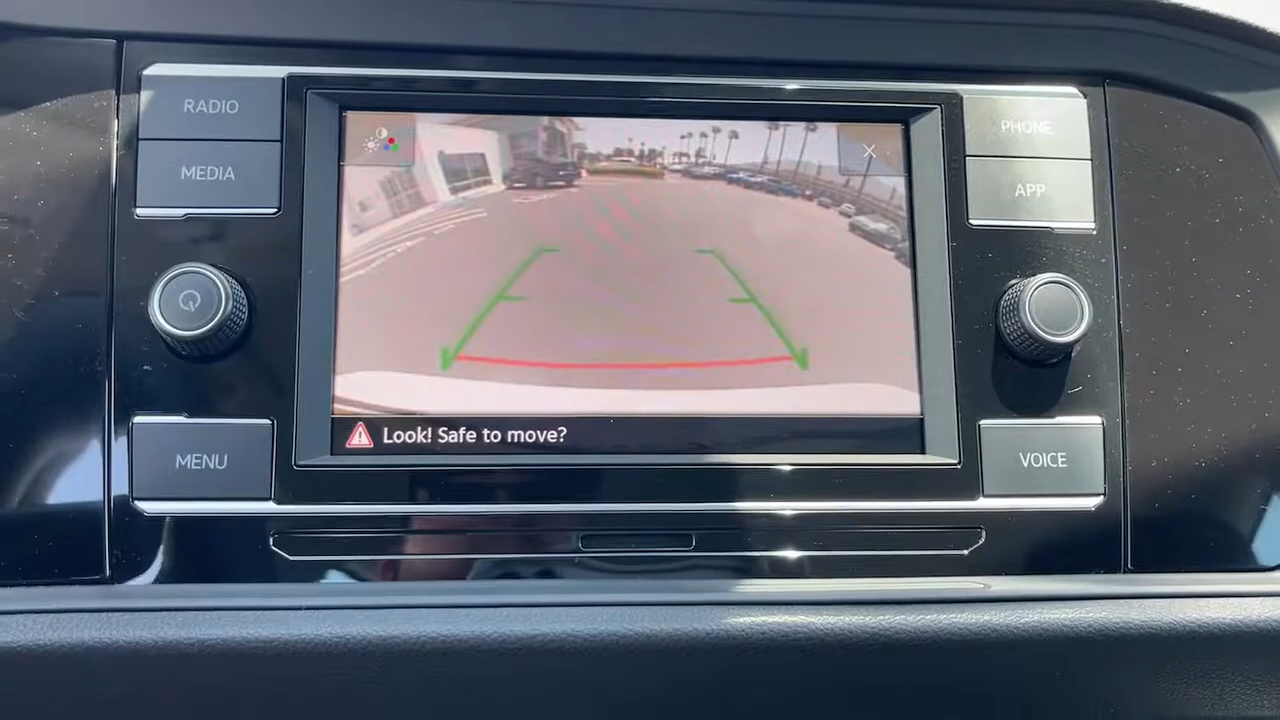 RADIO
MEDIA
PHONE
APP
Look! Safe to move?
MENU
VOICE